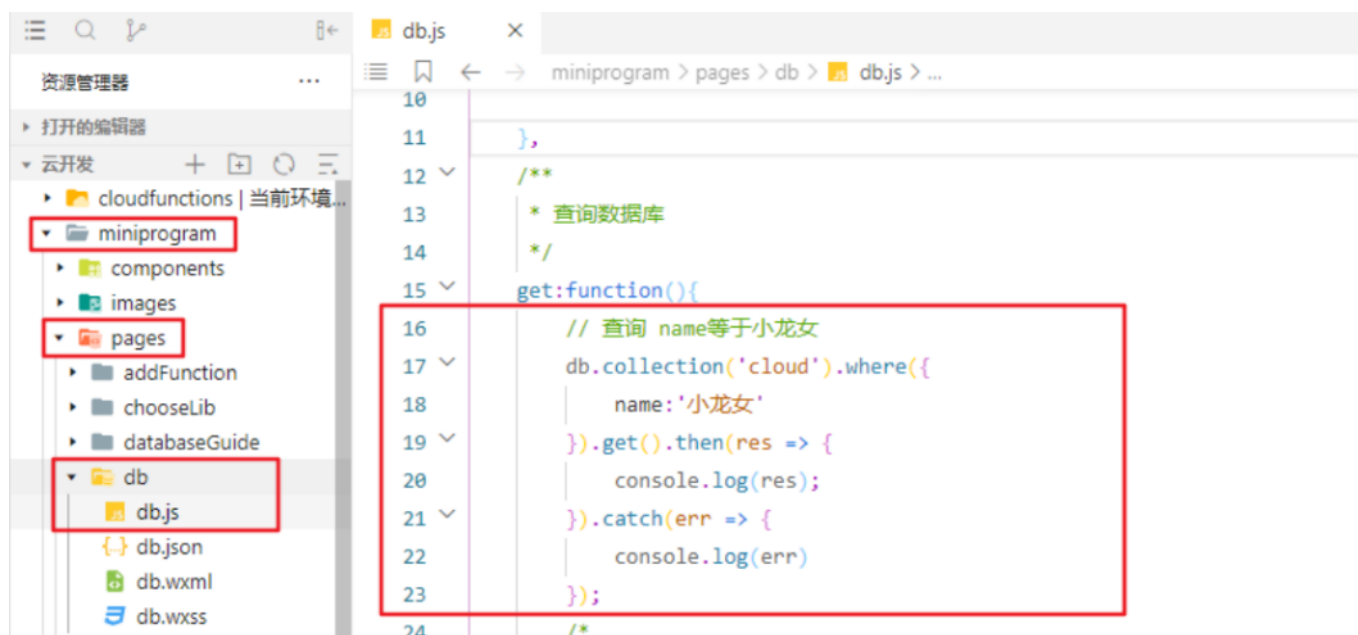 db.js
资源管理器
miniprogram > pages > db > db.js > ...
打开的编辑器
云开发
cloudfunctions | 当前环境...
miniprogram
components
images
pages
addFunction
chooseLib
databaseGuide
db
db.js
db.json
db.wxml
db.wxss
10
11 },
12 /**
13 * 查询数据库
14 */
15 get:function(){
16 // 查询 name等于小龙女
17 db.collection('cloud').where({
18 name:'小龙女'
19 }).get().then(res => {
20 console.log(res);
21 }).catch(err => {
22 console.log(err)
23 });
24 /*